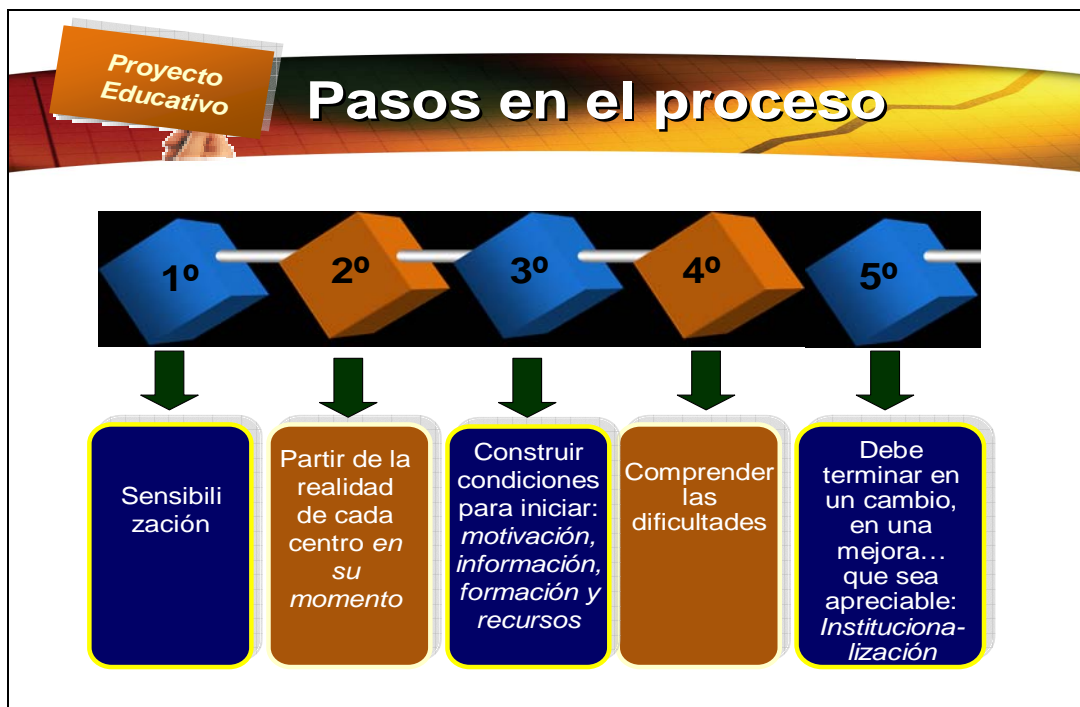 Proyecto
Educativo
Pasos en el proceso
1º
2º
3º
4º
5º
Sensibili
zación
Partir de la
realidad
de cada
centro en
su
momento
Construir
condiciones
para iniciar:
motivación,
información,
formación y
recursos
Comprender
las
dificultades
Debe
terminar en
un cambio,
en una
mejora…
que sea
apreciable:
Instituciona-
lización